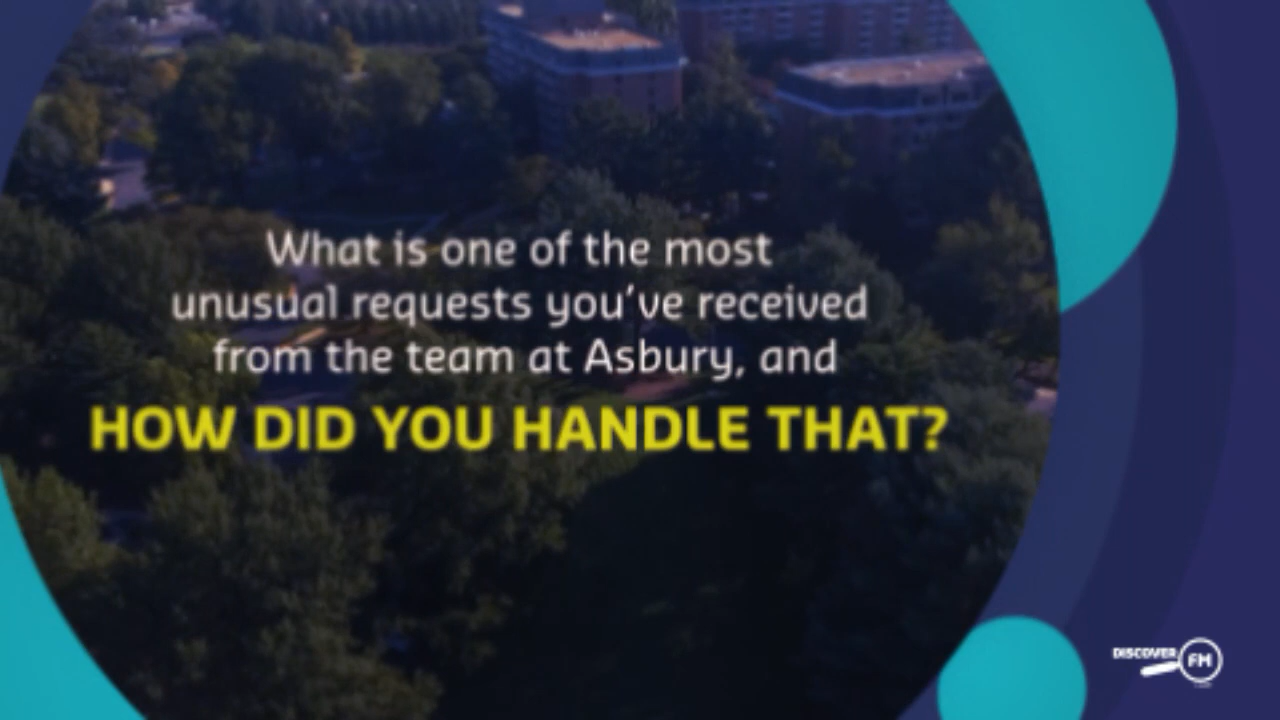 What is one of the most
unusual requests you've received
from the team at Asbury, and
HOW DID YOU HANDLE THAT?
DISCOVER
FM